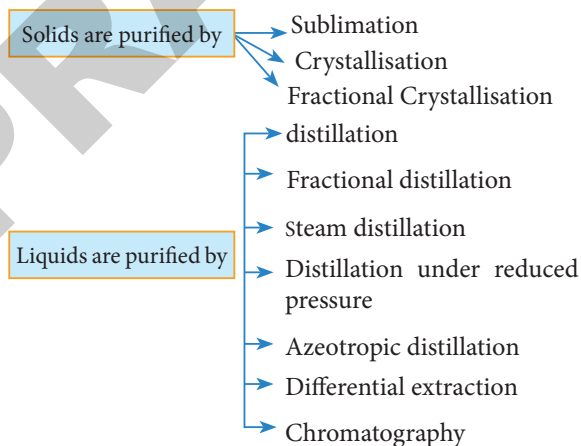 Solids are purified by
Sublimation
Crystallisation
Fractional Crystallisation
distillation
Fractional distillation
Steam distillation
Liquids are purified by
Distillation under reduced
pressure
Azeotropic distillation
Differential extraction
Chromatography